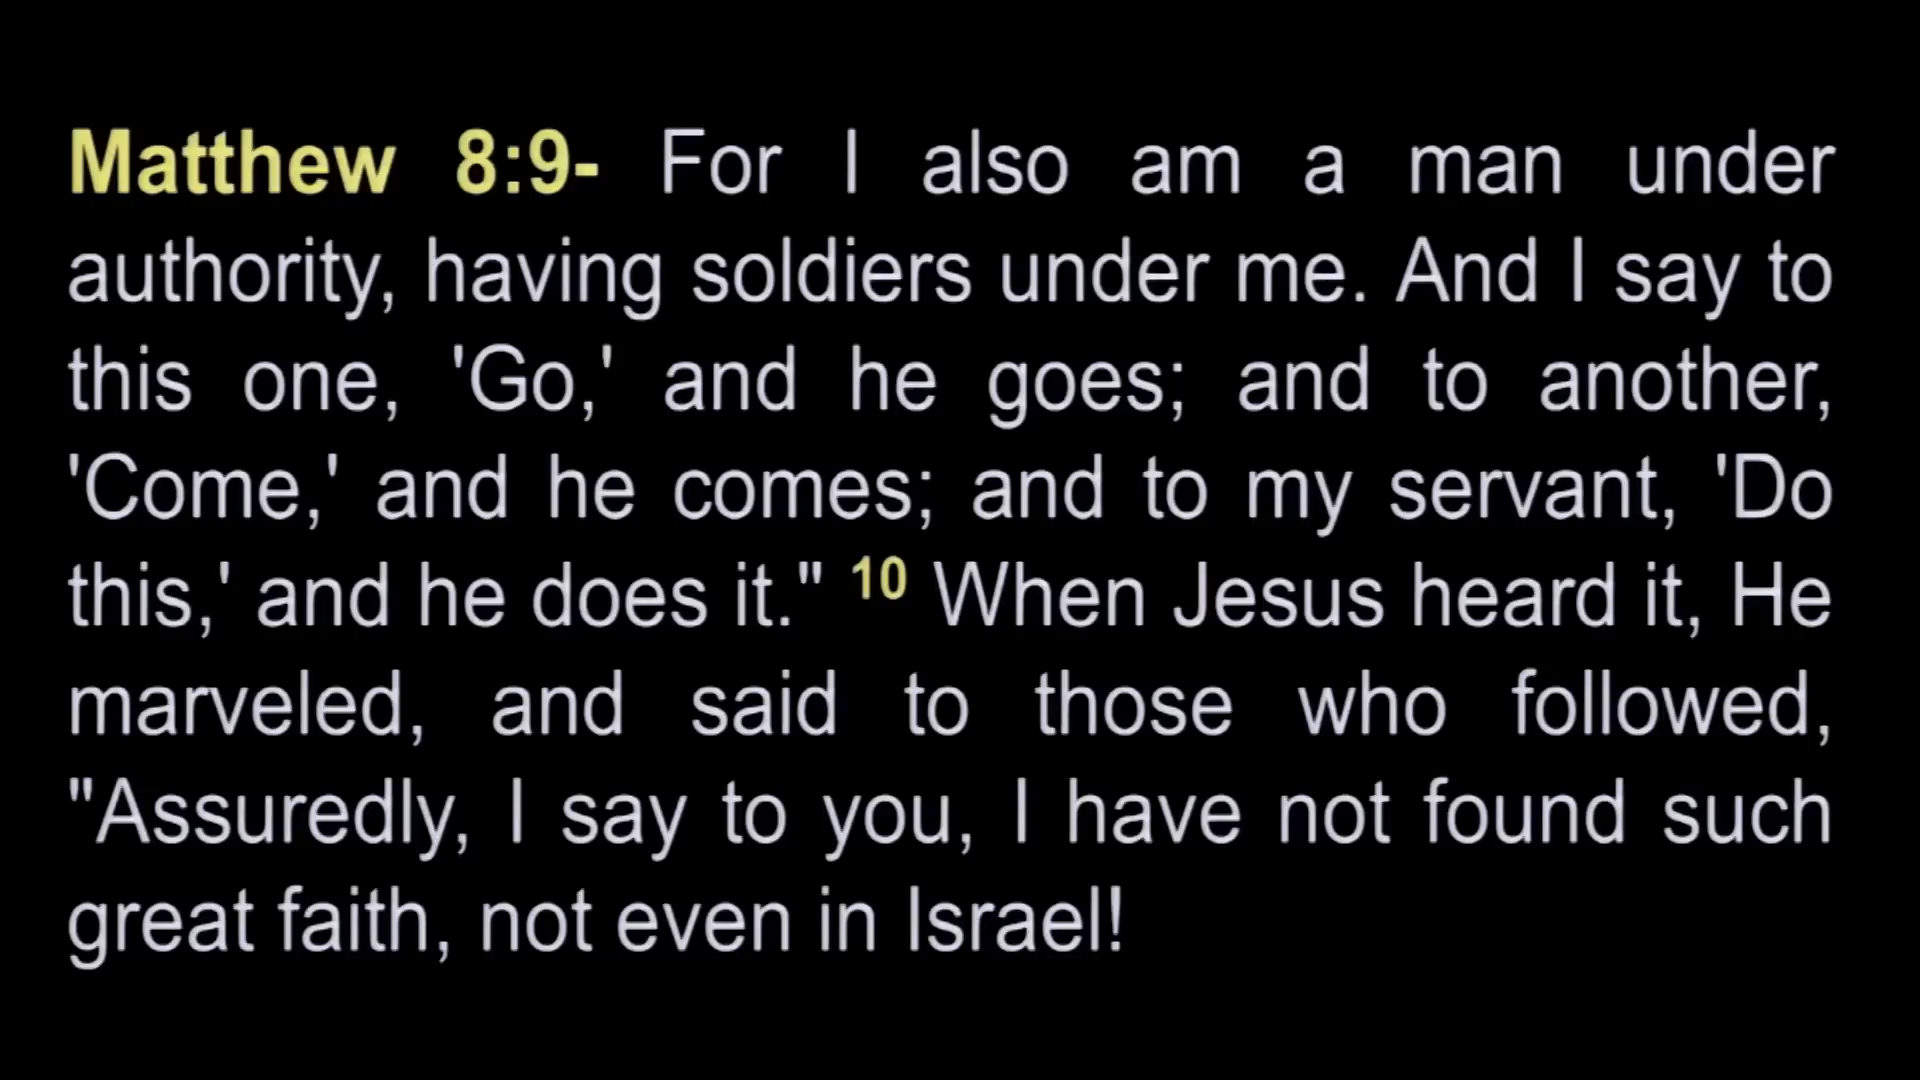 Matthew 8:9- For I also am a man under
authority, having soldiers under me. And I say to
this one, 'Go,' and he goes; and to another,
'Come,' and he comes; and to my servant, 'Do
this,' and he does it." 10 When Jesus heard it, He
marveled, and said to those who followed,
"Assuredly, I say to you, I have not found such
great faith, not even in Israel!